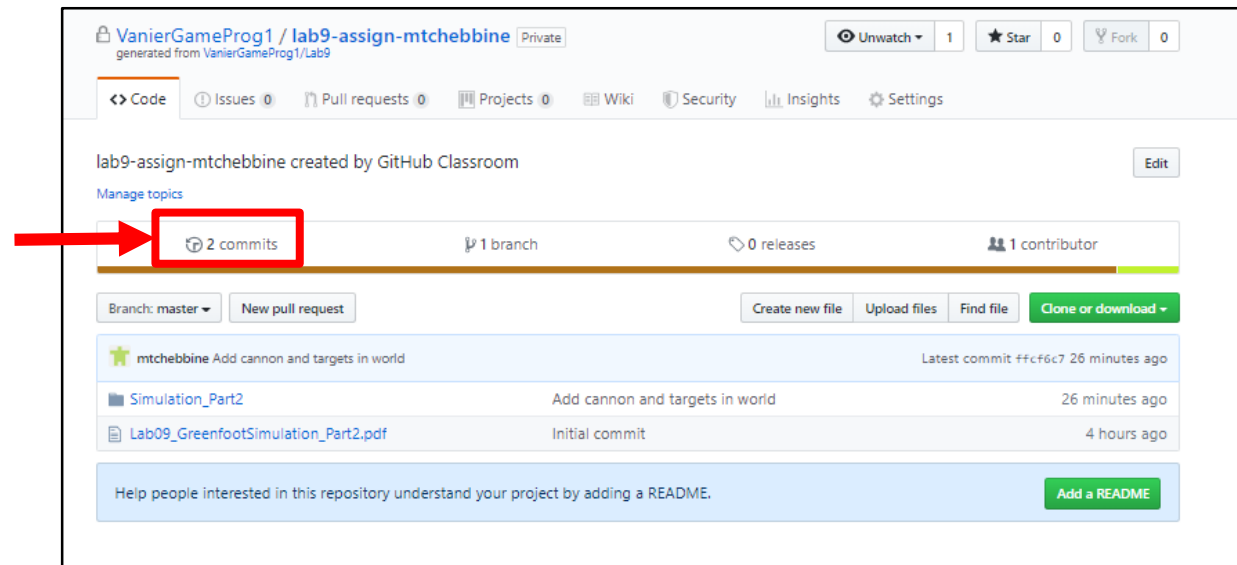 VanierGameProg1 / lab9-assign-mtchebbine Private Unwatch 1 Star 0 Fork 0
generated from VanierGameProg1/Lab9
Code Issues 0 Pull requests 0 Projects 0 Wiki Security Insights Settings
lab9-assign-mtchebbine created by GitHub Classroom Edit
Manage topics
2 commits 1 branch 0 releases 1 contributor
Branch: master New pull request Create new file Upload files Find file Clone or download
mtchebbine Add cannon and targets in world Latest commit ffcf6c7 26 minutes ago
Simulation_Part2 Add cannon and targets in world 26 minutes ago
Lab09_GreenfootSimulation_Part2.pdf Initial commit 4 hours ago
Help people interested in this repository understand your project by adding a README. Add a README